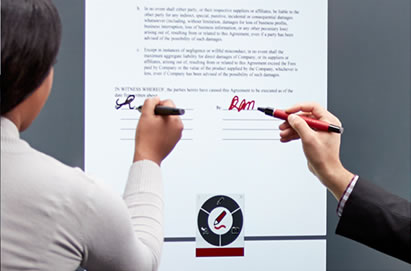 b. In no event shall either party, or their respective suppliers or affiliates, be liable to the
other party for any indirect, special, punitive, incidental or consequential damages
whatsoever (including, without limitation, damages for loss of business profits,
business interruption, loss of business information, or any other pecuniary loss)
arising out of, resulting from or related to this Agreement, even if a party has been
advised of the possibility of such damages.
c. Except in instances of negligence or willful misconduct, in no event shall the
maximum aggregate liability for direct damages of Company or its suppliers or
affiliates, arising out of, resulting from or related to this Agreement exceed the Fees
paid by Company or the value of the product supplied by the Company, whichever is
less, even if Company has been advised of the possibility of such damages.
IN WITNESS WHEREOF, the parties hereto have caused this Agreement to be executed as of the
date above.
By